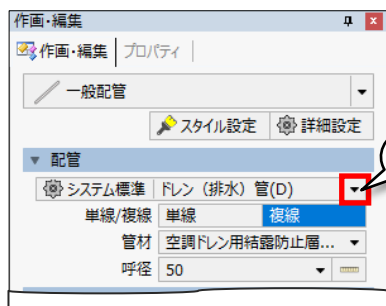 作画・編集
作画・編集 プロパティ
一般配管
スタイル設定 詳細設定
配管
システム標準 ドレン（排水）管(D)
単線/複線 単線 複線
管材 空調ドレン用結露防止層...
呼径 50